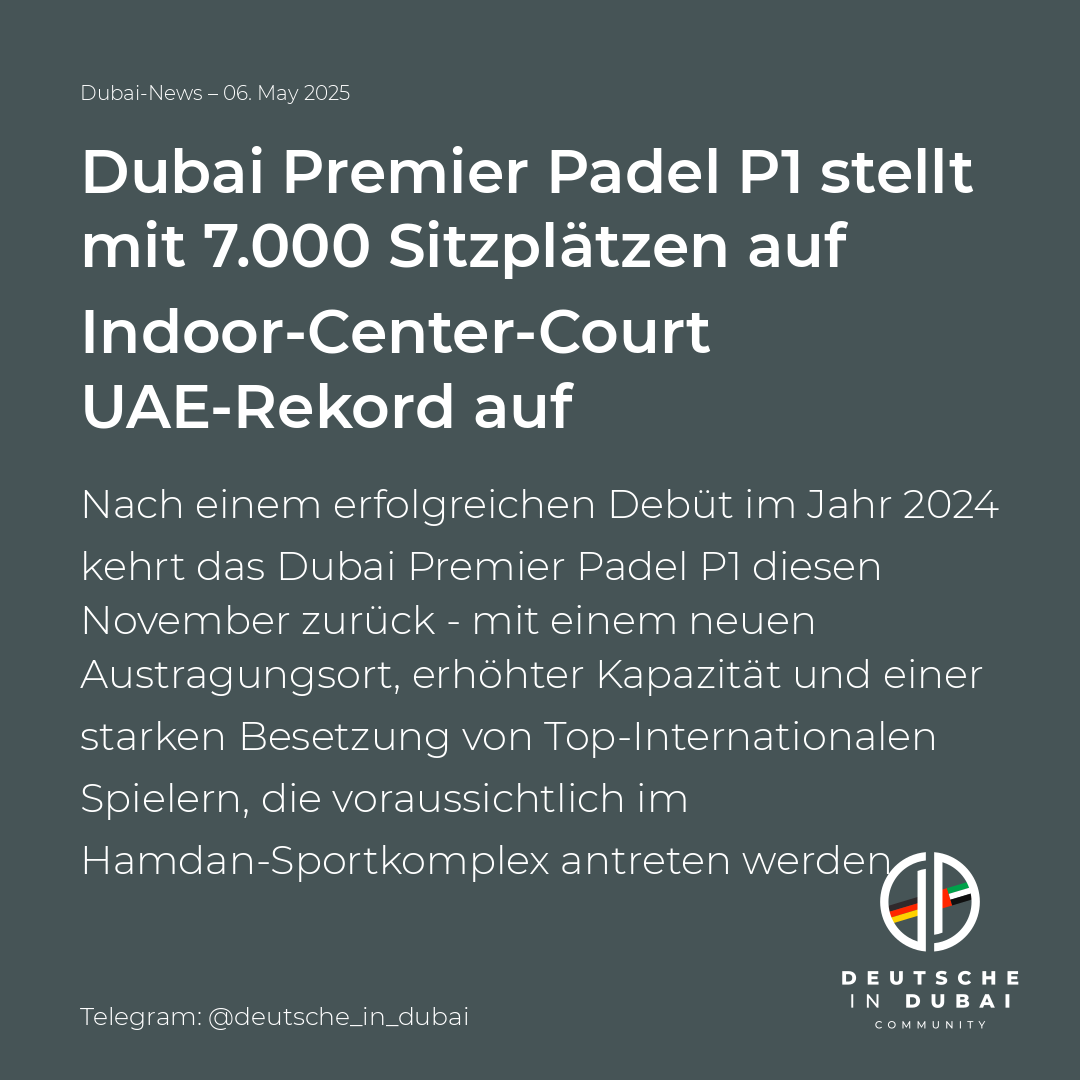 Dubai-News – 06. May 2025
Dubai Premier Padel P1 stellt
mit 7.000 Sitzplätzen auf
Indoor-Center-Court
UAE-Rekord auf
Nach einem erfolgreichen Debüt im Jahr 2024
kehrt das Dubai Premier Padel P1 diesen
November zurück - mit einem neuen
Austragungsort, erhöhter Kapazität und einer
starken Besetzung von Top-Internationalen
Spielern, die voraussichtlich im
Hamdan-Sportkomplex antreten werden
DEUTSCHE
IN DUBAI
COMMUNITY
Telegram: @deutsche_in_dubai